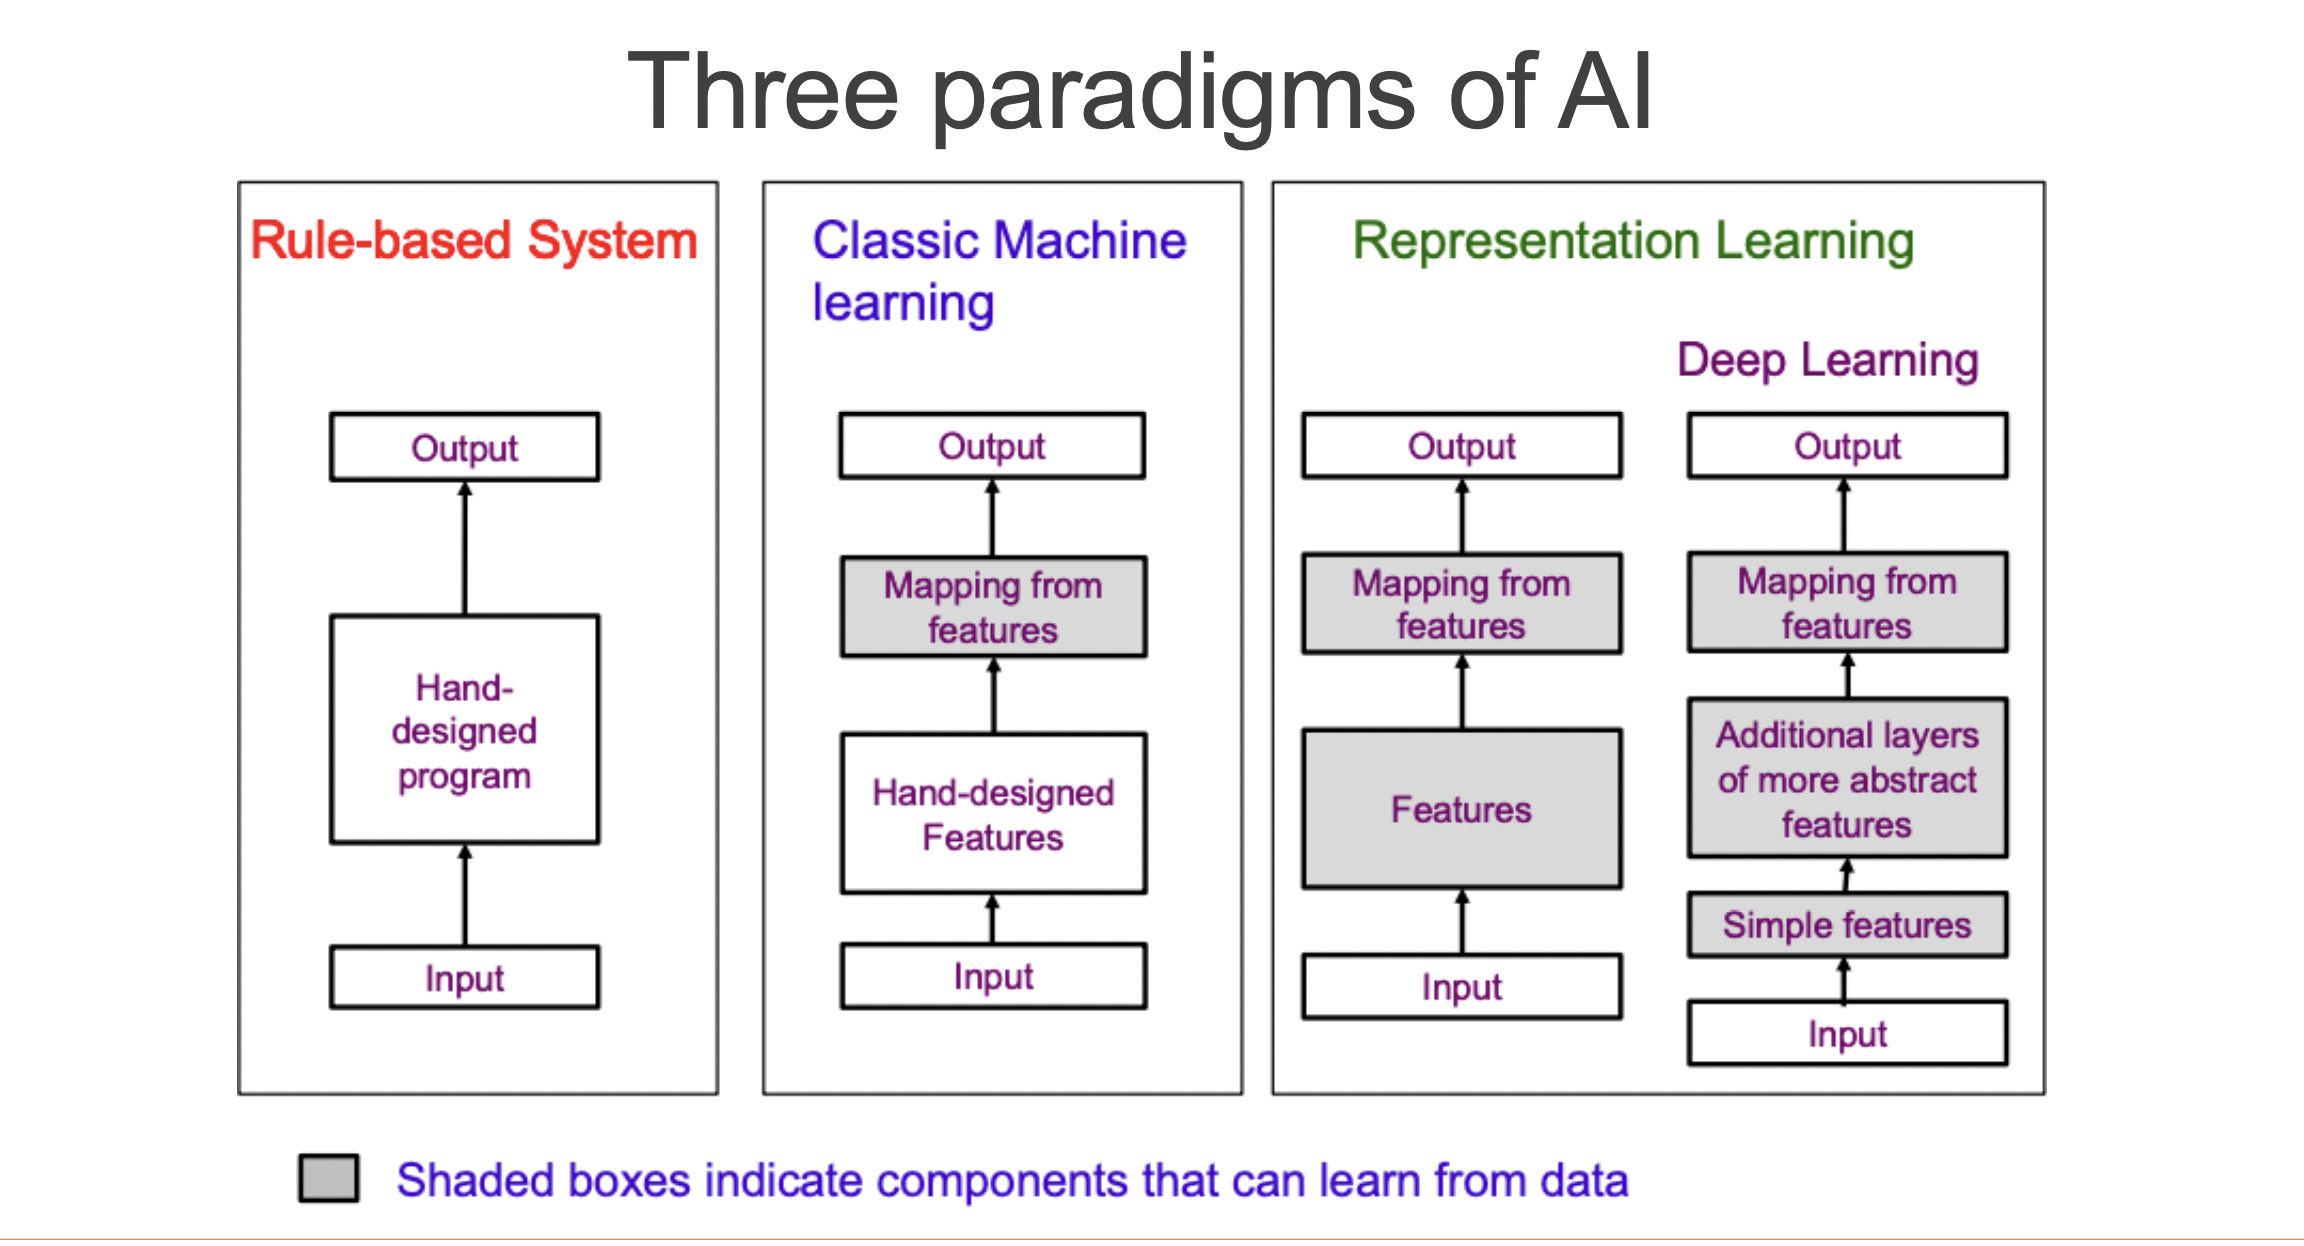 Three paradigms of AI
Rule-based System
Output
Hand-
designed
program
Input
Classic Machine
learning
Output
Mapping from
features
Hand-designed
Features
Input
Representation Learning
Output
Mapping from
features
Features
Input
Deep Learning
Output
Mapping from
features
Additional layers
of more abstract
features
Simple features
Input
Shaded boxes indicate components that can learn from data